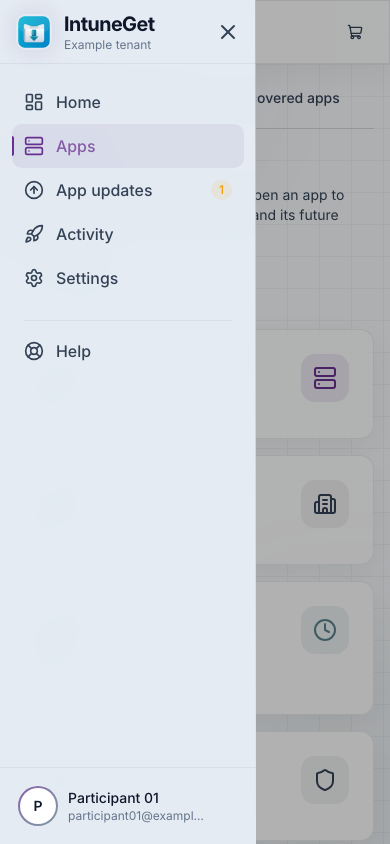 IntuneGet
Example tenant
overed apps
Home
Apps
App updates
1
pen an app to
and its future
Activity
Settings
Help
P
Participant 01
participant01@exampl...